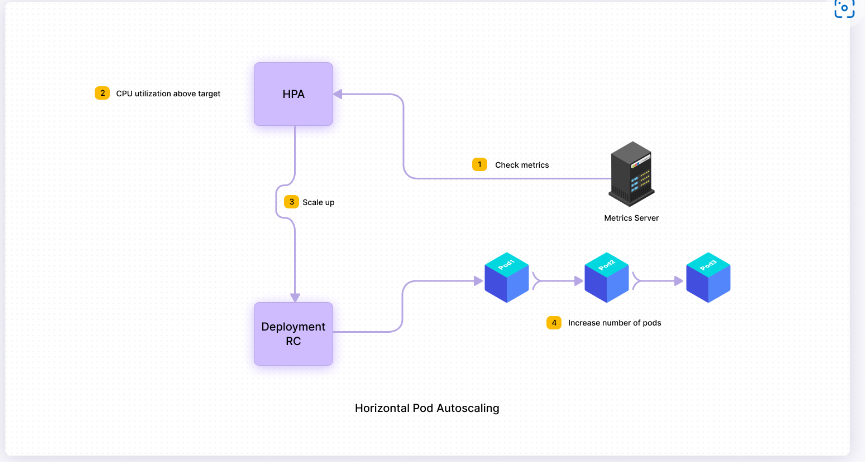 HPA
2 CPU utilization above target
1 Check metrics
Metrics Server
3 Scale up
Pod1
Pod2
Pod3
Deployment
RC
4 Increase number of pods
Horizontal Pod Autoscaling